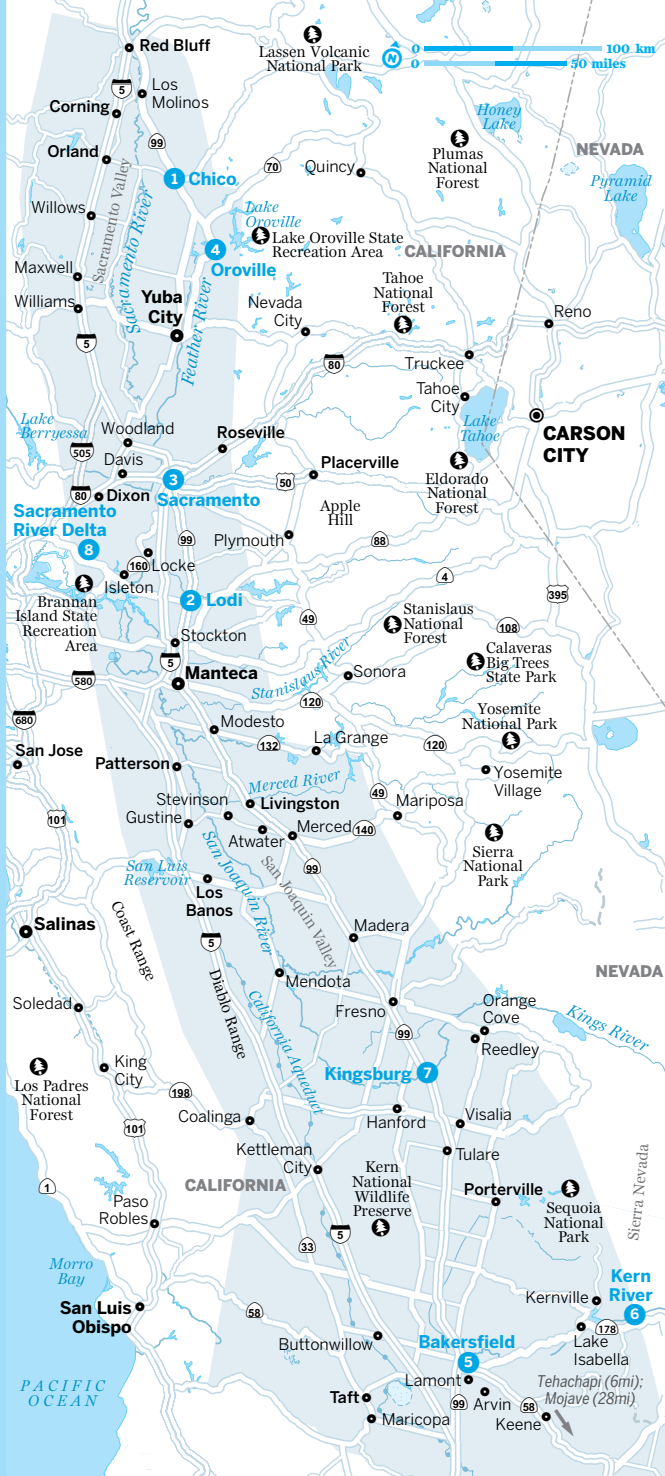 Red Bluff
Lassen Volcanic
National Park
N
0
100 km
0
50 miles
5
Los
Molinos
Corning
Honey
Lake
99
Orland
Plumas
National
Forest
NEVADA
1
Chico
70
Quincy
Pyramid
Lake
Willows
Sacramento Valley
Sacramento River
Lake
Oroville
4
Oroville
Lake Oroville State
Recreation Area
CALIFORNIA
Maxwell
Tahoe
National
Forest
Williams
Yuba
City
Feather River
Nevada
City
Reno
5
80
Truckee
Tahoe
City
Lake
Berryessa
Woodland
Roseville
Lake
Tahoe
CARSON
CITY
505
Davis
3
Sacramento
Placerville
50
Eldorado
National
Forest
80
Dixon
Sacramento
River Delta
8
99
Apple
Hill
Plymouth
88
160
Locke
Isleton
4
395
Brannan
Island State
Recreation
Area
2
Lodi
49
Stanislaus
National
Forest
108
Stockton
5
Calaveras
Big Trees
State Park
580
Manteca
Stanislaus River
Sonora
120
680
Yosemite
National Park
Modesto
132
La Grange
120
San Jose
Patterson
Yosemite
Village
Merced River
49
Mariposa
Stevinson
Livingston
101
Gustine
Atwater
Merced
140
Sierra
National
Park
San Luis
Reservoir
San Joaquin River
San Joaquin Valley
99
Los
Banos
Salinas
Coast Range
5
Madera
Diablo Range
Mendota
NEVADA
Soledad
California Aqueduct
Fresno
Orange
Cove
Kings River
99
Reedley
King
City
Los Padres
National
Forest
Kingsburg
7
198
Coalinga
Hanford
Visalia
101
Kettleman
City
Tulare
Kern
National
Wildlife
Preserve
Sierra Nevada
1
CALIFORNIA
Porterville
Sequoia
National
Park
Paso
Robles
5
33
Morro
Bay
Kern
River
6
Kernville
San Luis
Obispo
58
178
Buttonwillow
Bakersfield
5
Lake
Isabella
PACIFIC
OCEAN
Lamont
Tehachapi (6mi);
Mojave (28mi)
Taft
99
Arvin
58
Maricopa
Keene